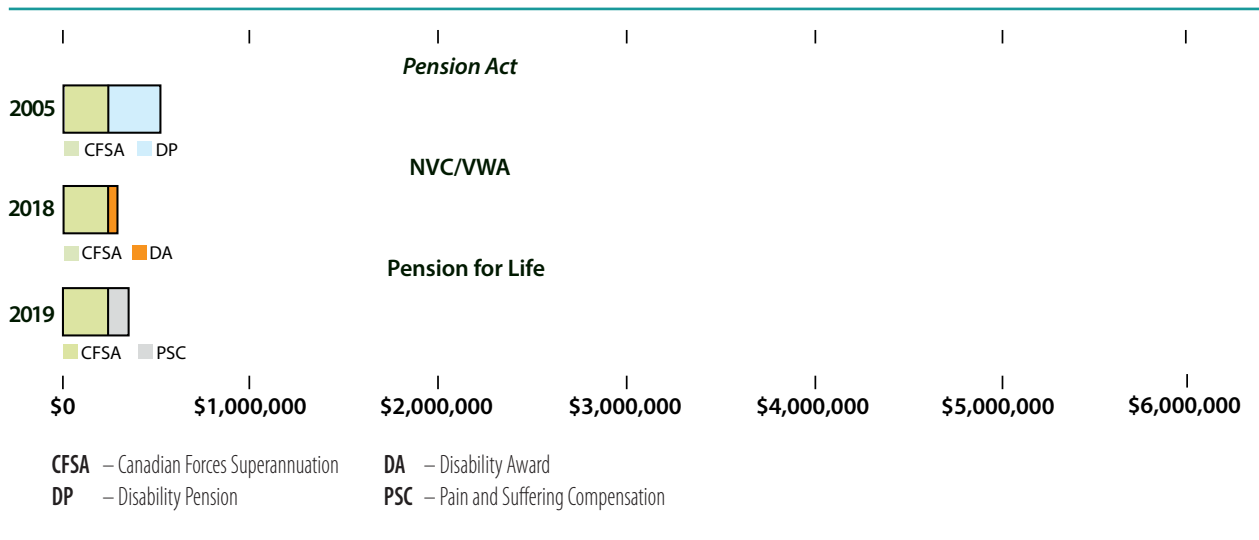 Pension Act
2005
CFSA DP
NVC/VWA
2018
CFSA DA
Pension for Life
2019
CFSA PSC
$0 $1,000,000 $2,000,000 $3,000,000 $4,000,000 $5,000,000 $6,000,000
CFSA – Canadian Forces Superannuation DA – Disability Award
DP – Disability Pension PSC – Pain and Suffering Compensation